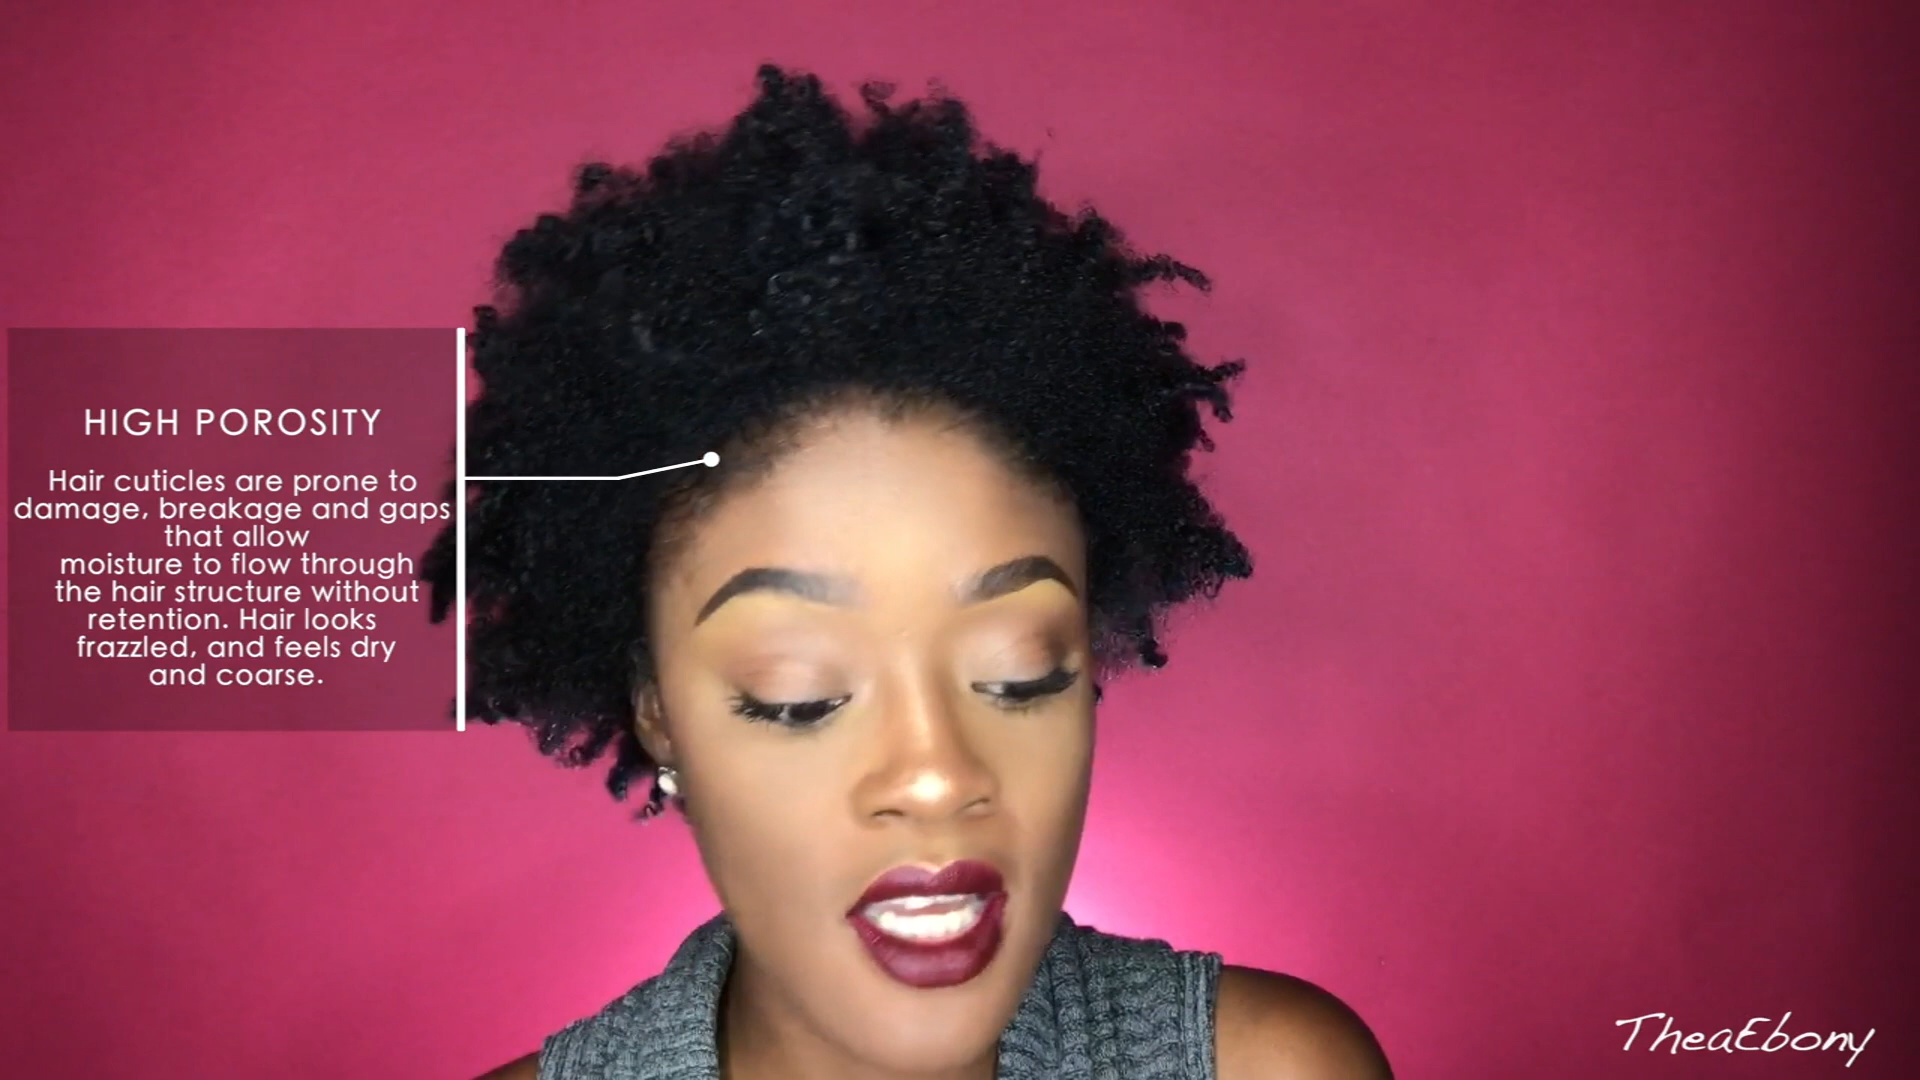 HIGH POROSITY
Hair cuticles are prone to
damage, breakage and gaps
that allow
moisture to flow through
the hair structure without
retention. Hair looks
frazzled, and feels dry
and coarse.
TheaEbony